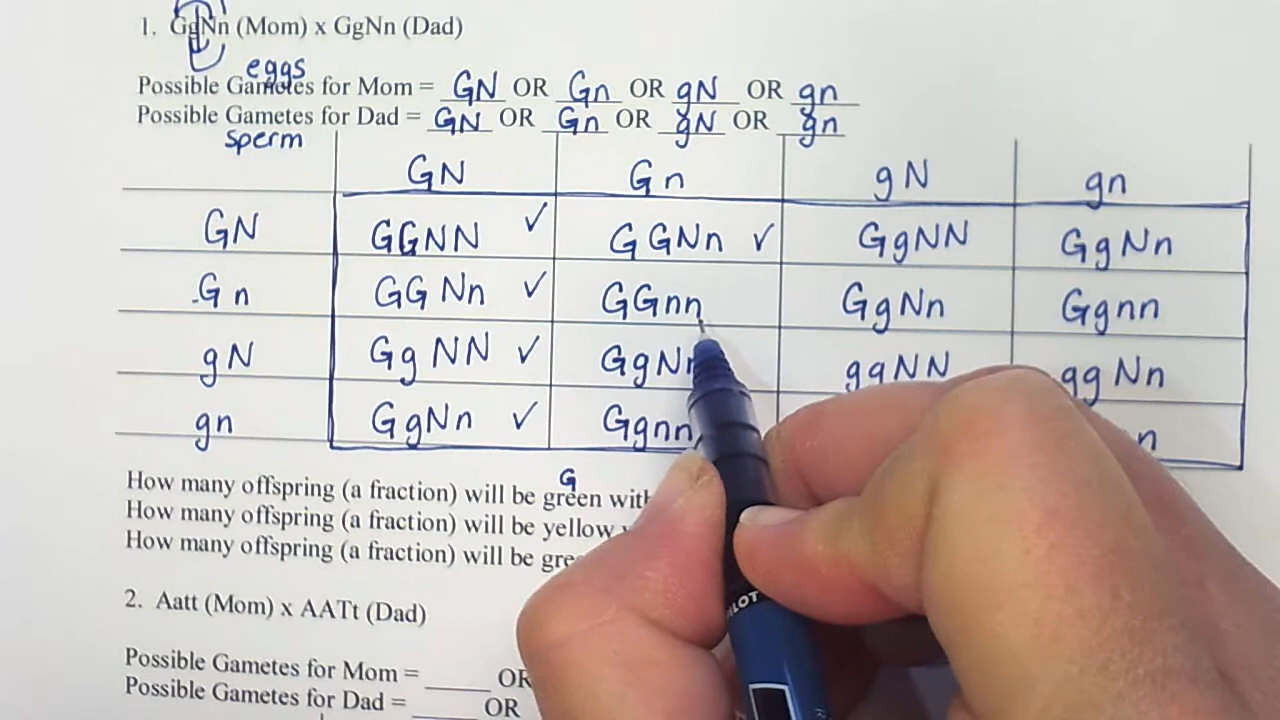 1. GgNn (Mom) x GgNn (Dad)
eggs
Possible Gametes for Mom = GN OR Gn OR gN OR gn
Possible Gametes for Dad = GN OR Gn OR gN OR gn
sperm
GN Gn gN gn
GN GGNN ✓ GGNn ✓ GgNN GgNn
Gn GGNn ✓ GGnn GgNn Ggnn
gN GgNN ✓ ggNN ggNn
gn GgNn ✓ Ggnn
G
How many offspring (a fraction) will be green
How many offspring (a fraction) will be yellow
How many offspring (a fraction) will be
2. Aatt (Mom) x AATt (Dad)
Possible Gametes for Mom = _____ OR
Possible Gametes for Dad = _____ OR